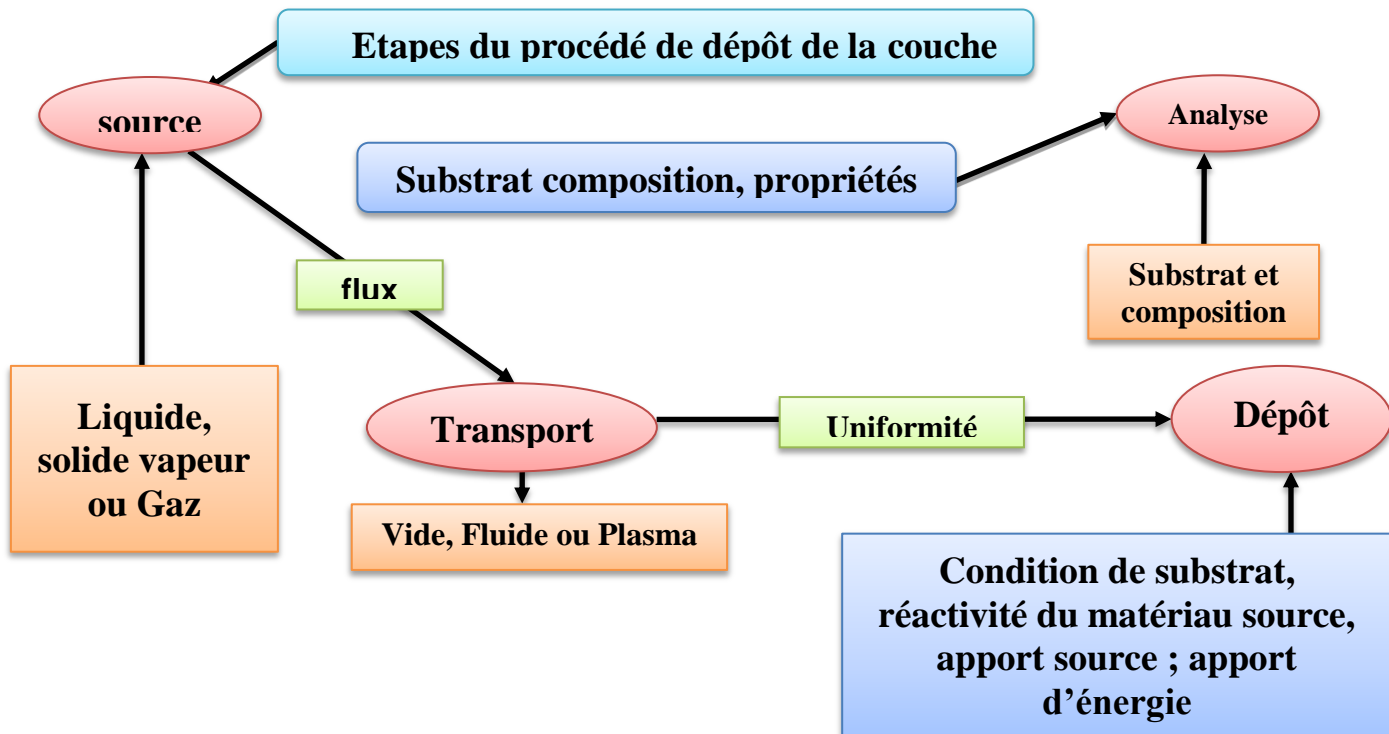 Etapes du procédé de dépôt de la couche
source
Analyse
Substrat composition, propriétés
flux
Substrat et
composition
Liquide,
solide vapeur
ou Gaz
Transport
Uniformité
Dépôt
Vide, Fluide ou Plasma
Condition de substrat,
réactivité du matériau source,
apport source ; apport
d’énergie